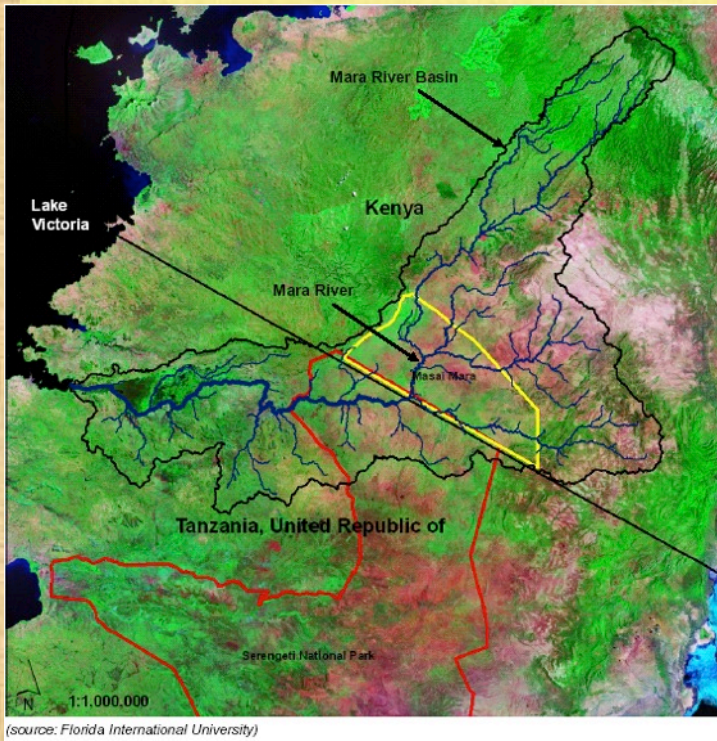 Mara River Basin
Lake
Victoria
Kenya
Mara River
Masai Mara
Tanzania, United Republic of
Serengeti National Park
1:1.000.000
N
(source: Florida International University)